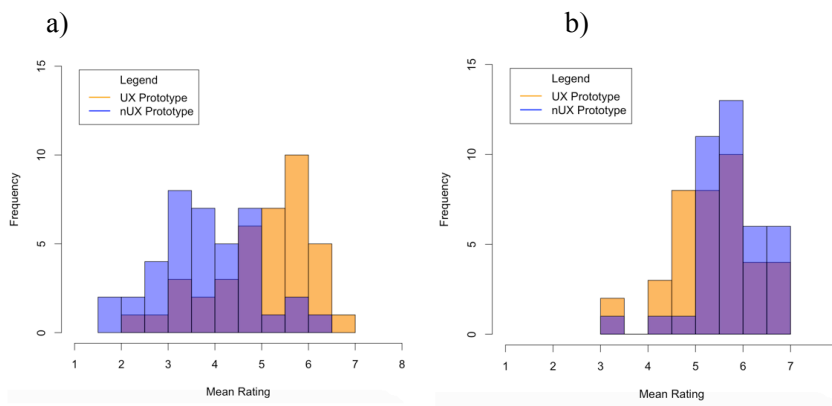 a)
15
Legend
UX Prototype
nUX Prototype
10
Frequency
5
0
1 2 3 4 5 6 7 8
Mean Rating
b)
15
Legend
UX Prototype
nUX Prototype
10
Frequency
5
0
1 2 3 4 5 6 7
Mean Rating